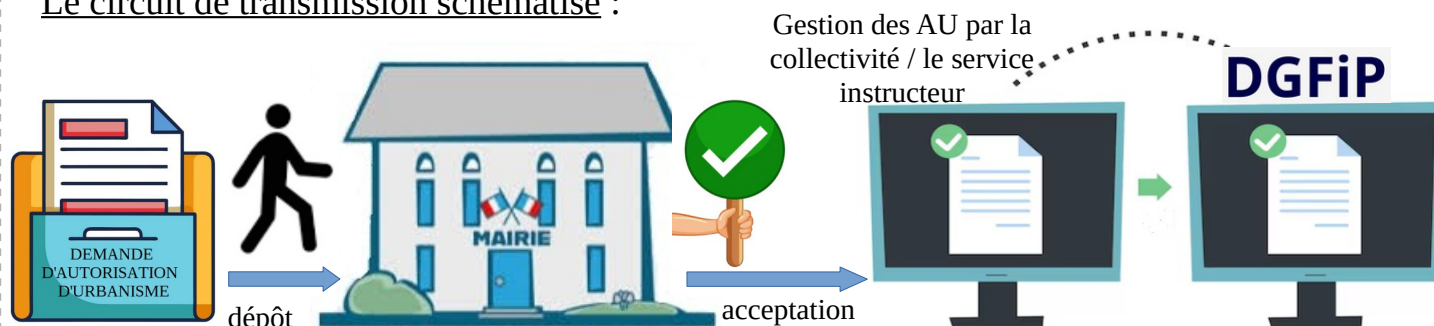 Le circuit de transmission schématisé :
Gestion des AU par la
collectivité / le service
instructeur
DGFiP
MAIRIE
DEMANDE
D'AUTORISATION
D'URBANISME
dépôt
acceptation